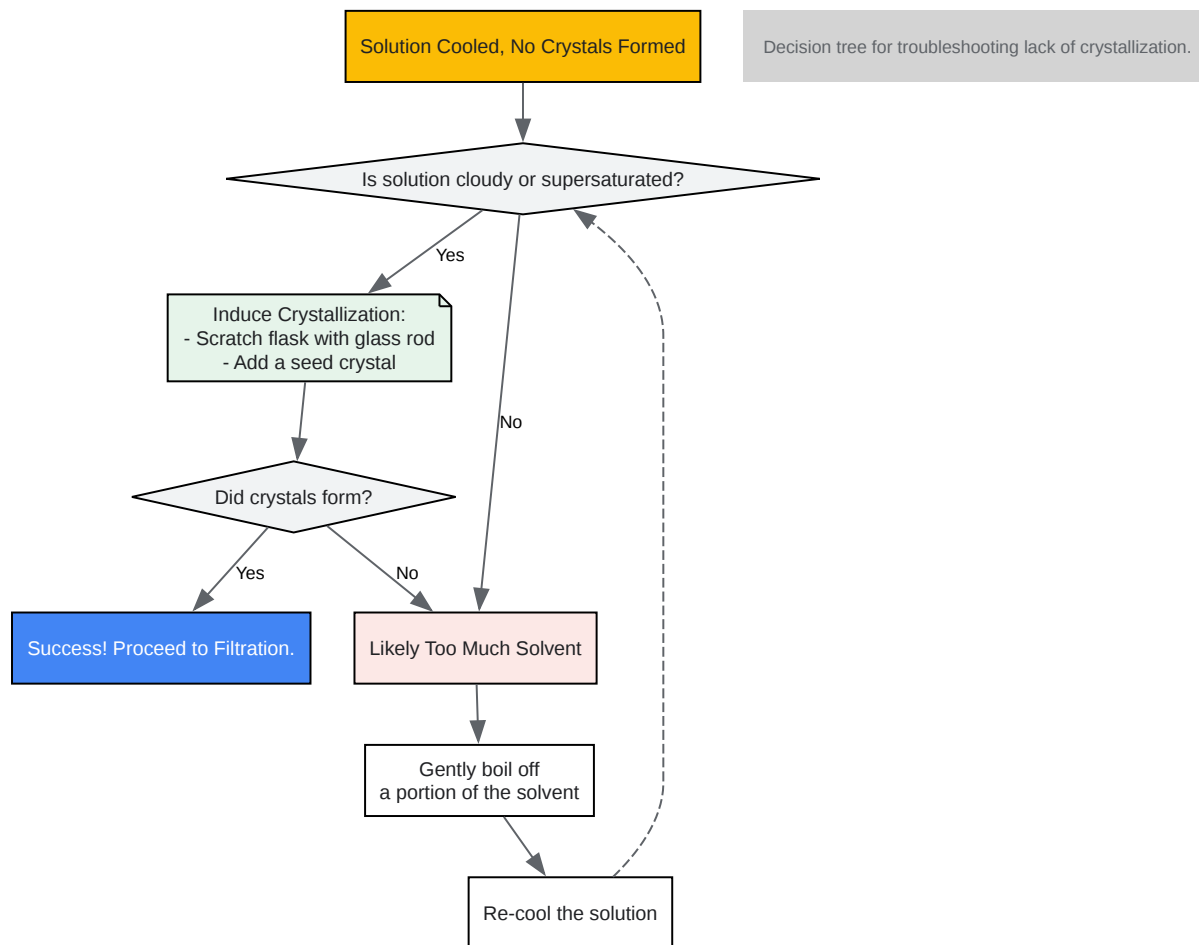 Solution Cooled, No Crystals Formed
Decision tree for troubleshooting lack of crystallization.
Is solution cloudy or supersaturated?
Yes
Induce Crystallization:
- Scratch flask with glass rod
- Add a seed crystal
No
Did crystals form?
Yes
No
Success! Proceed to Filtration.
Likely Too Much Solvent
Gently boil off
a portion of the solvent
Re-cool the solution